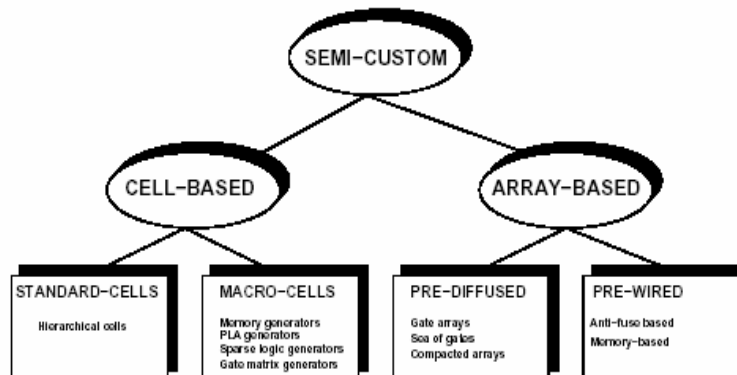 SEMI-CUSTOM
CELL-BASED
ARRAY-BASED
STANDARD-CELLS
Hierarchical cells
MACRO-CELLS
Memory generators
PLA generators
Sparse logic generators
Gate matrix generators
PRE-DIFFUSED
Gate arrays
Sea of gates
Compacted arrays
PRE-WIRED
Anti-fuse based
Memory-based